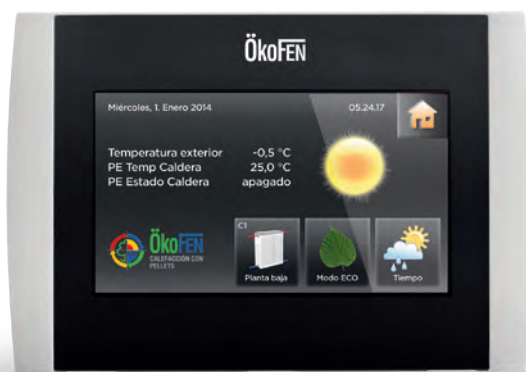 ÖkoFEN
Miércoles, 1. Enero 2014 05.24.17
Temperatura exterior -0,5 °C
PE Temp Caldera 25,0 °C
PE Estado Caldera apagado
ÖkoFEN
CALEFACCIÓN CON
PELLETS
C1
Planta baja
Modo ECO
Tiempo